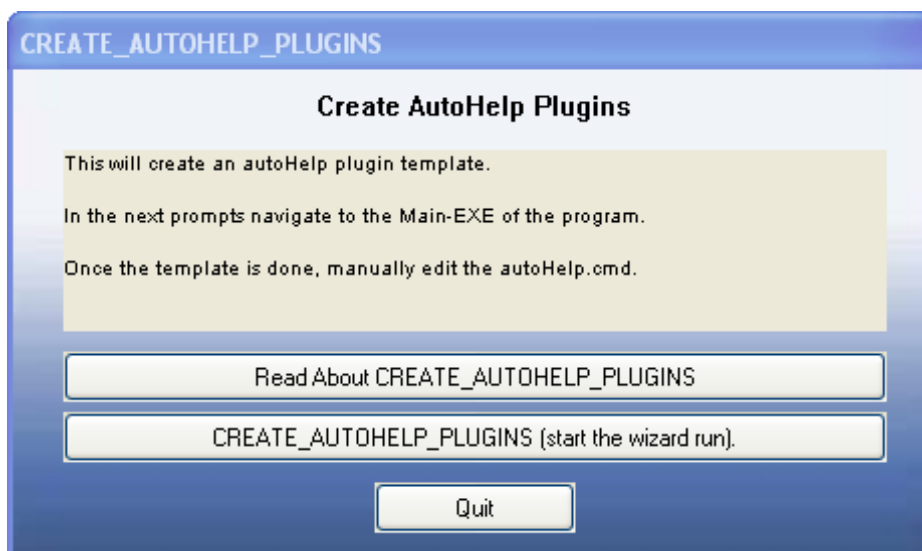 CREATE_AUTOHELP_PLUGINS
Create AutoHelp Plugins
This will create an autoHelp plugin template.
In the next prompts navigate to the Main-EXE of the program.
Once the template is done, manually edit the autoHelp.cmd.
Read About CREATE_AUTOHELP_PLUGINS
CREATE_AUTOHELP_PLUGINS (start the wizard run).
Quit